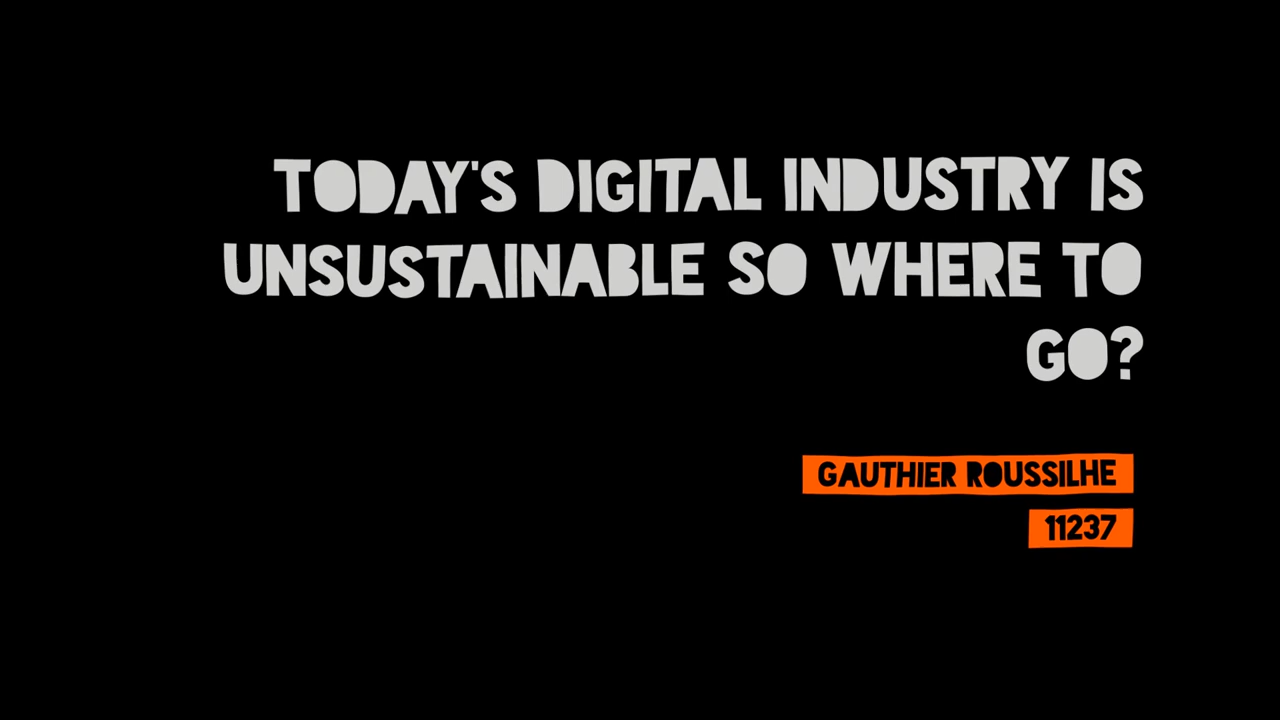 TODAY'S DIGITAL INDUSTRY IS
UNSUSTAINABLE SO WHERE TO
GO?
GAUTHIER ROUSSILHE
11237